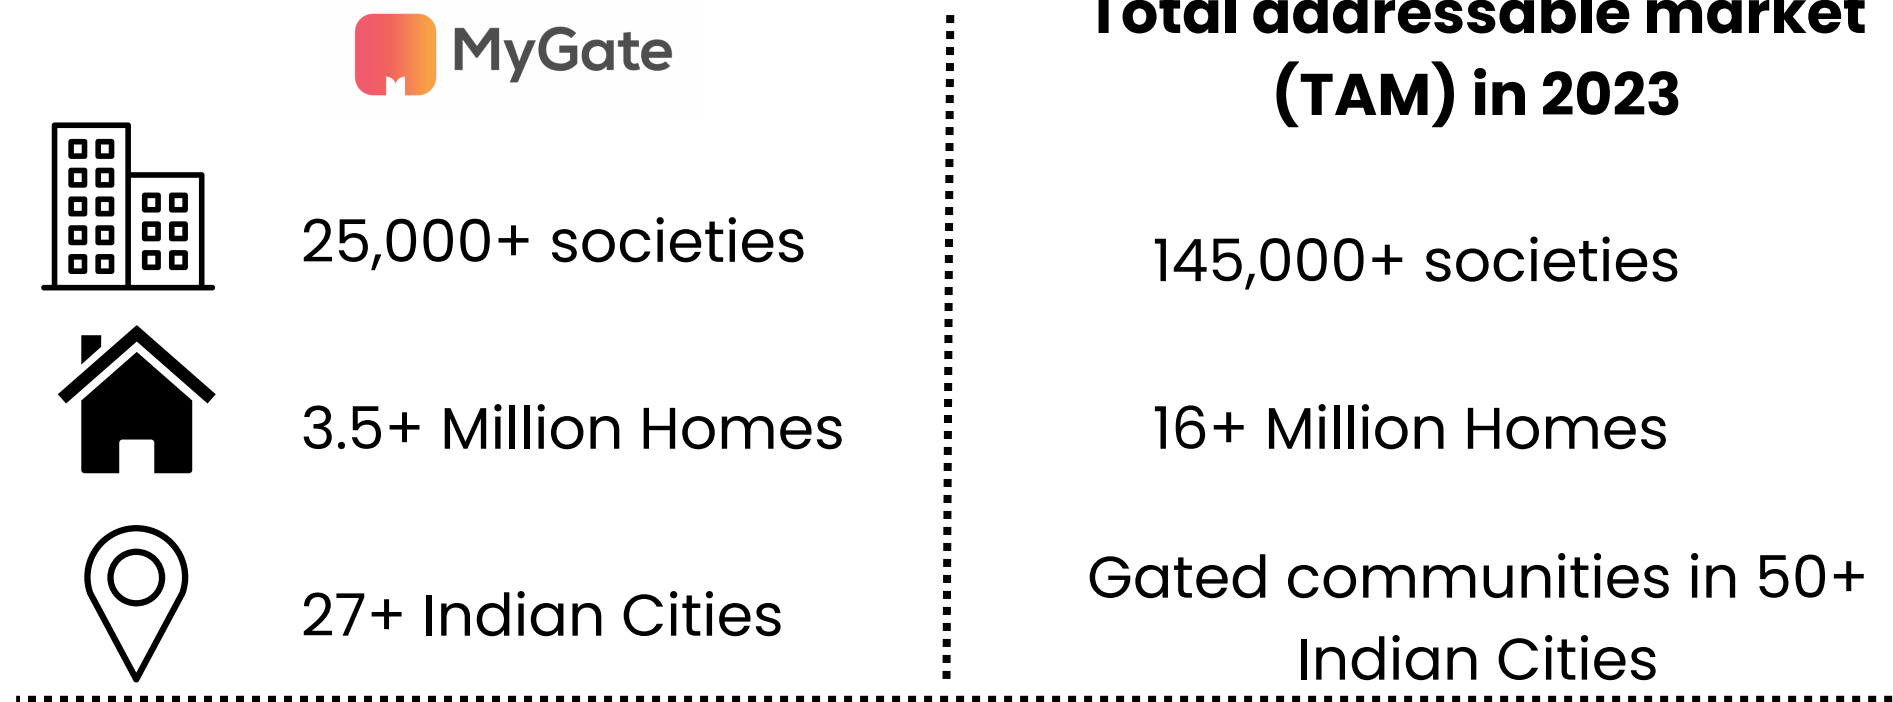 MyGate
Total addressable market
(TAM) in 2023
25,000+ societies
145,000+ societies
3.5+ Million Homes
16+ Million Homes
27+ Indian Cities
Gated communities in 50+
Indian Cities